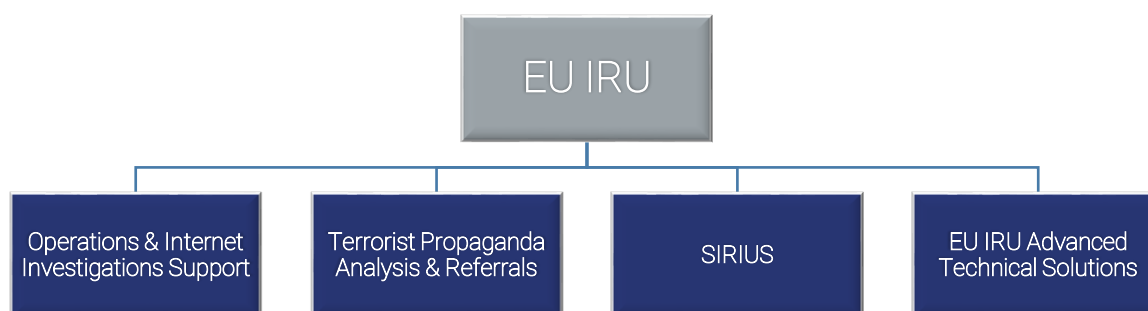 EU IRU
Operations & Internet
Investigations Support
Terrorist Propaganda
Analysis & Referrals
SIRIUS
EU IRU Advanced
Technical Solutions